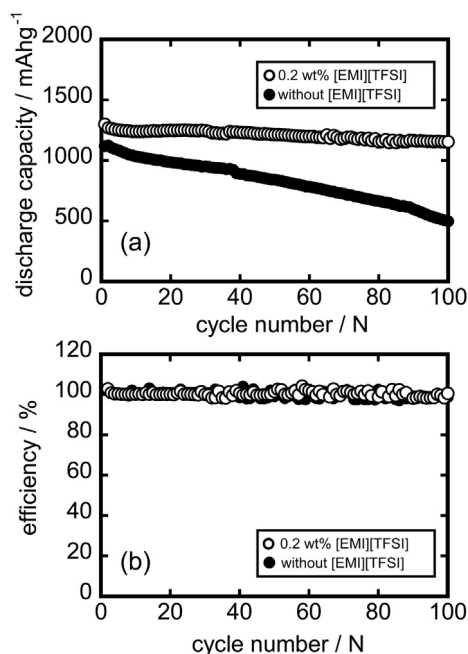 discharge capacity / mAhg-1
2000
1500
1000
500
0
0.2 wt% [EMI][TFSI]
without [EMI][TFSI]
(a)
0 20 40 60 80 100
cycle number / N
efficiency / %
120
100
80
60
40
20
0
0.2 wt% [EMI][TFSI]
without [EMI][TFSI]
(b)
0 20 40 60 80 100
cycle number / N